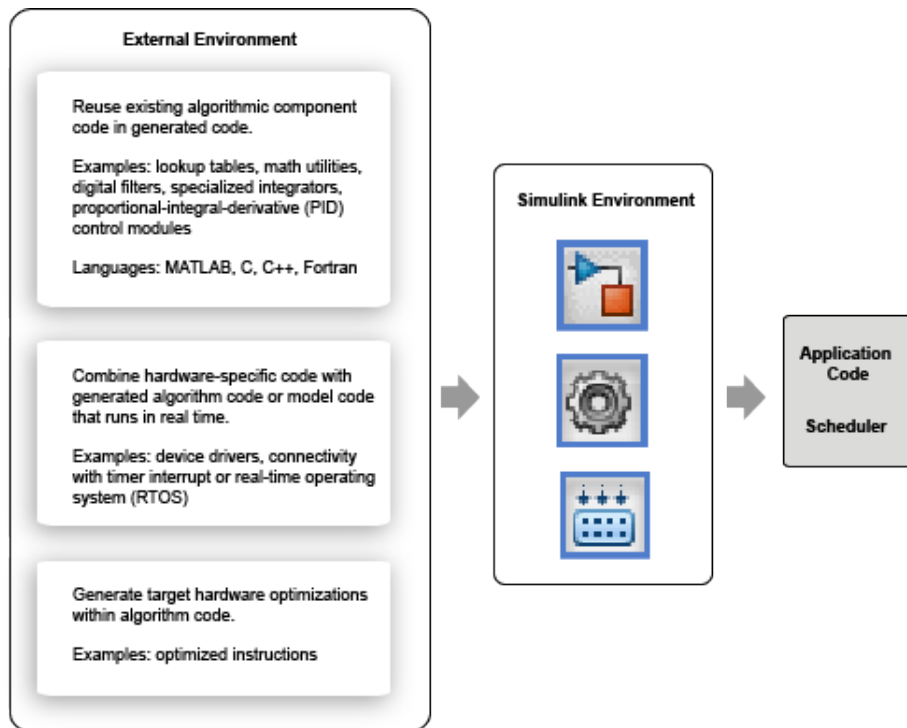 External Environment
Reuse existing algorithmic component
code in generated code.
Examples: lookup tables, math utilities,
digital filters, specialized integrators,
proportional-integral-derivative (PID)
control modules
Languages: MATLAB, C, C++, Fortran
Combine hardware-specific code with
generated algorithm code or model code
that runs in real time.
Examples: device drivers, connectivity
with timer interrupt or real-time operating
system (RTOS)
Generate target hardware optimizations
within algorithm code.
Examples: optimized instructions
Simulink Environment
Application
Code
Scheduler